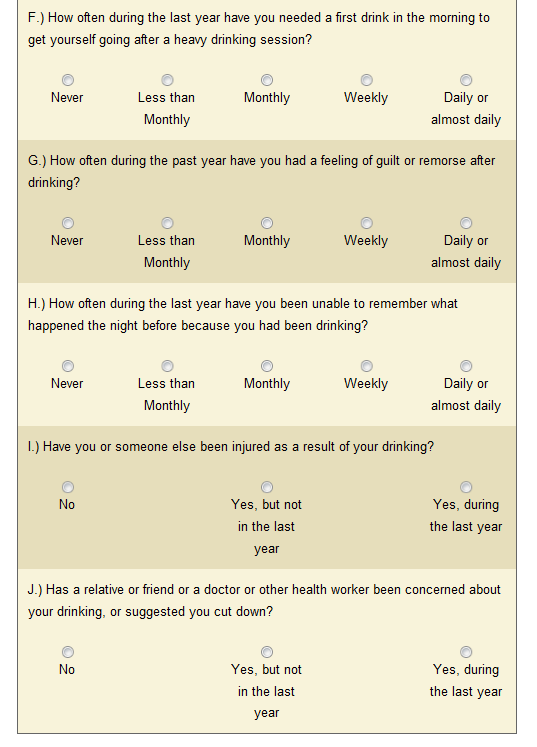 F.) How often during the last year have you needed a first drink in the morning to
get yourself going after a heavy drinking session?
Never Less than Monthly Weekly Daily or
Monthly almost daily
G.) How often during the past year have you had a feeling of guilt or remorse after
drinking?
Never Less than Monthly Weekly Daily or
Monthly almost daily
H.) How often during the last year have you been unable to remember what
happened the night before because you had been drinking?
Never Less than Monthly Weekly Daily or
Monthly almost daily
I.) Have you or someone else been injured as a result of your drinking?
No Yes, but not Yes, during
in the last the last year
year
J.) Has a relative or friend or a doctor or other health worker been concerned about
your drinking, or suggested you cut down?
No Yes, but not Yes, during
in the last the last year
year